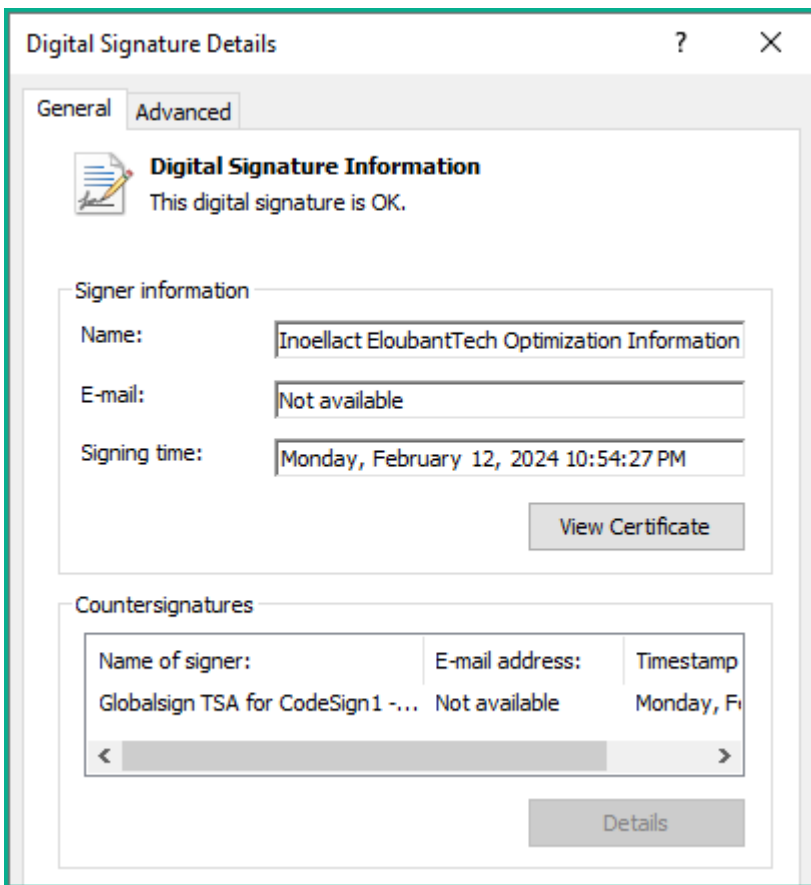 Digital Signature Details
General
Advanced
Digital Signature Information
This digital signature is OK.
Signer information
Name: Inoellact EloubantTech Optimization Information
E-mail: Not available
Signing time: Monday, February 12, 2024 10:54:27 PM
View Certificate
Countersignatures
Name of signer: E-mail address: Timestamp
Globalsign TSA for CodeSign1 -... Not available Monday, F
Details